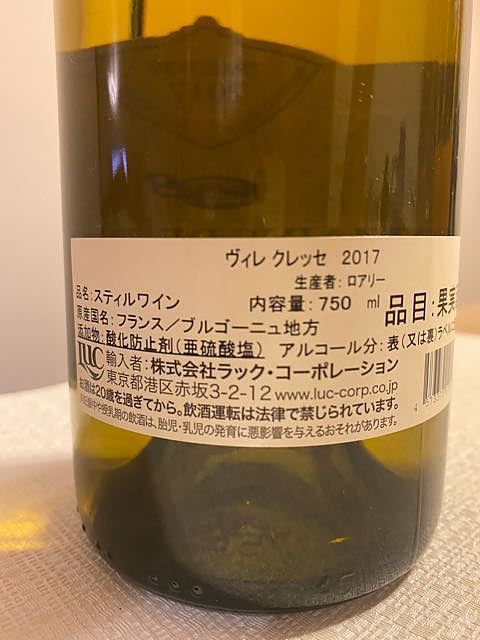 ヴィレ クレッセ 2017
生産者: ロアリー
品名:スティルワイン
内容量: 750 ml
品目:果実
原産国名:フランス/ブルゴーニュ地方
添加物:酸化防止剤(亜硫酸塩) アルコール分:表(又は裏)ラベルに
LUC 輸入者:株式会社ラック・コーポレーション
東京都港区赤坂3-2-12 www.luc-corp.co.jp
お酒は20歳を過ぎてから。飲酒運転は法律で禁じられています。
妊娠中や授乳期の飲酒は、胎児・乳児の発育に悪影響を与えるおそれがあります。